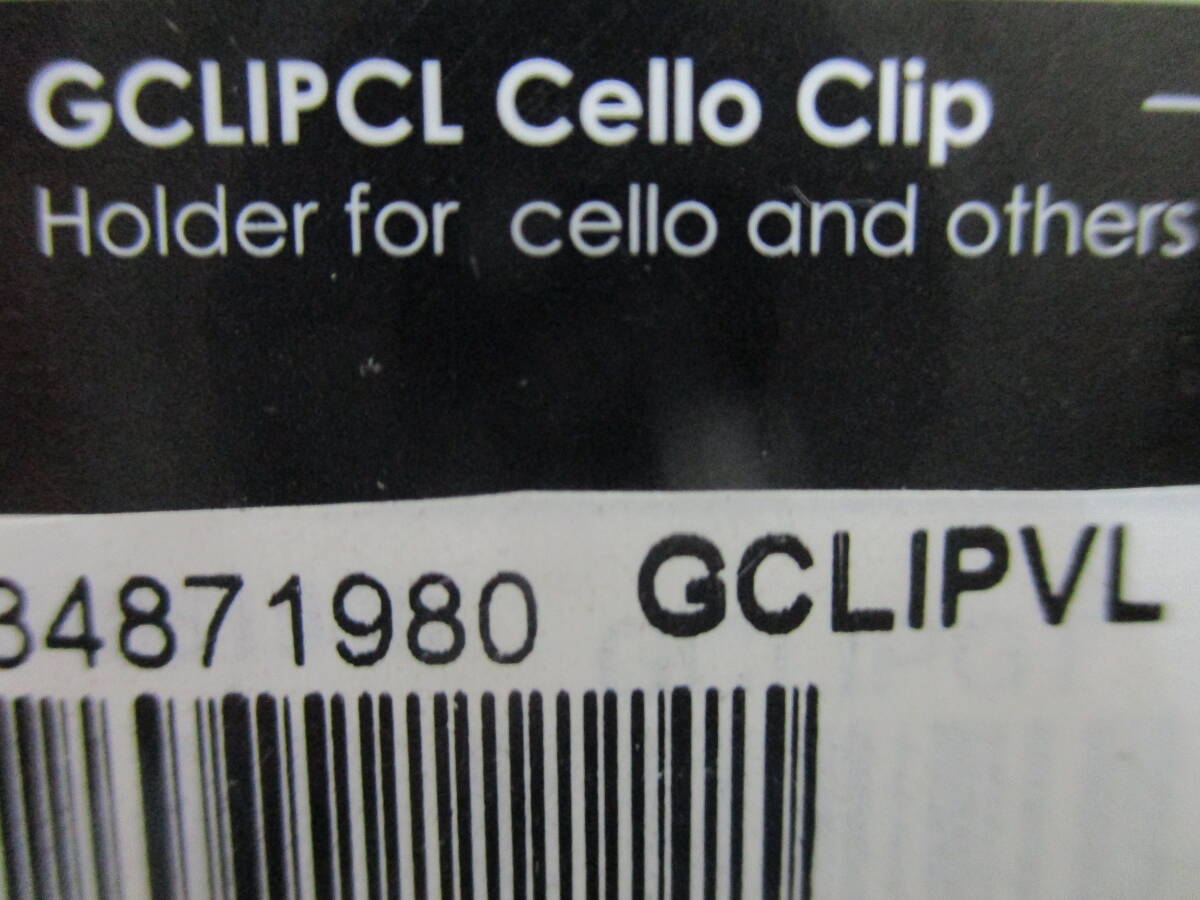 GCLIPCL Cello Clip
Holder for cello and others
84871980
GCLIPVL